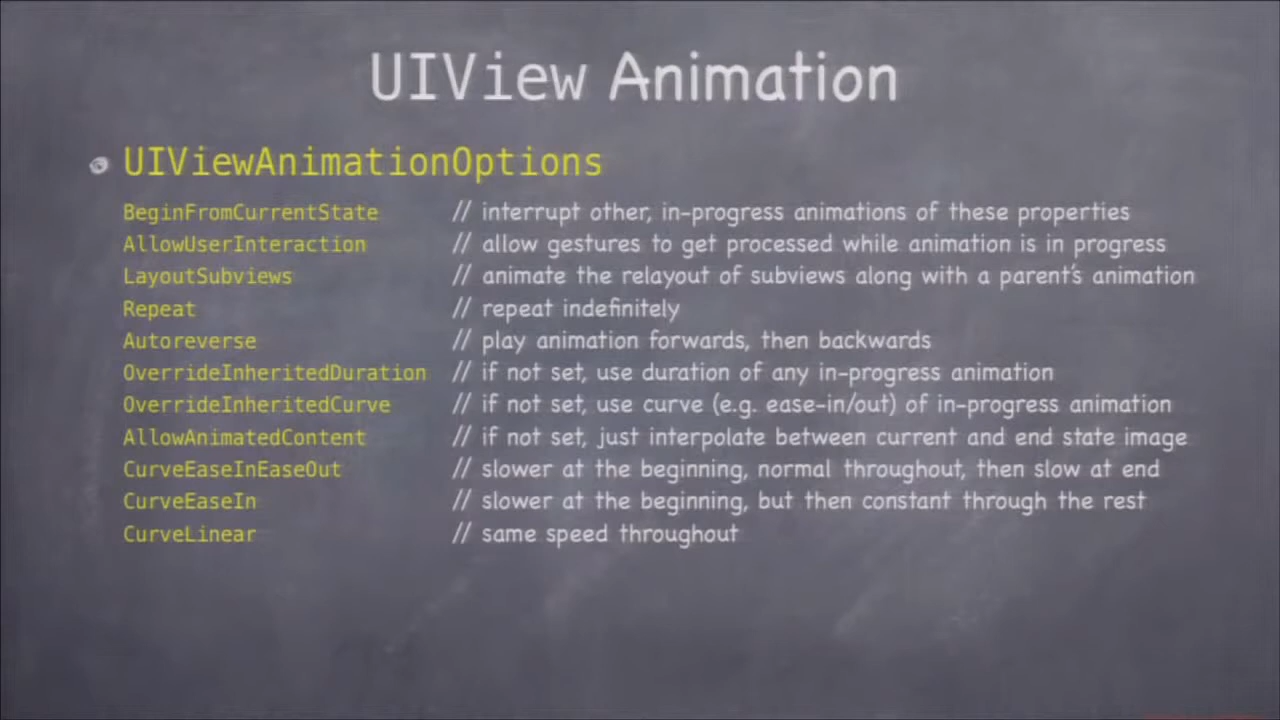 UIView Animation
UIViewAnimationOptions
BeginFromCurrentState // interrupt other, in-progress animations of these properties
AllowUserInteraction // allow gestures to get processed while animation is in progress
LayoutSubviews // animate the relayout of subviews along with a parent's animation
Repeat // repeat indefinitely
Autoreverse // play animation forwards, then backwards
OverrideInheritedDuration // if not set, use duration of any in-progress animation
OverrideInheritedCurve // if not set, use curve (e.g. ease-in/out) of in-progress animation
AllowAnimatedContent // if not set, just interpolate between current and end state image
CurveEaseInEaseOut // slower at the beginning, normal throughout, then slow at end
CurveEaseIn // slower at the beginning, but then constant through the rest
CurveLinear // same speed throughout